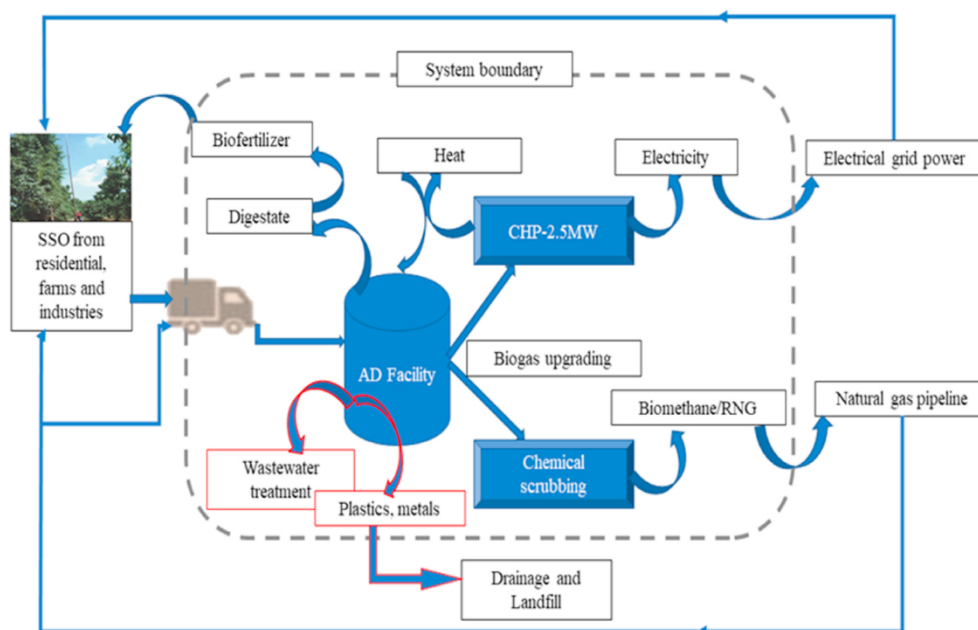 System boundary
Biofertilizer
Heat
Electricity
Electrical grid power
Digestate
CHP-2.5MW
SSO from
residential,
farms and
industries
AD Facility
Biogas upgrading
Biomethane/RNG
Natural gas pipeline
Wastewater
treatment
Chemical
scrubbing
Plastics, metals
Drainage and
Landfill